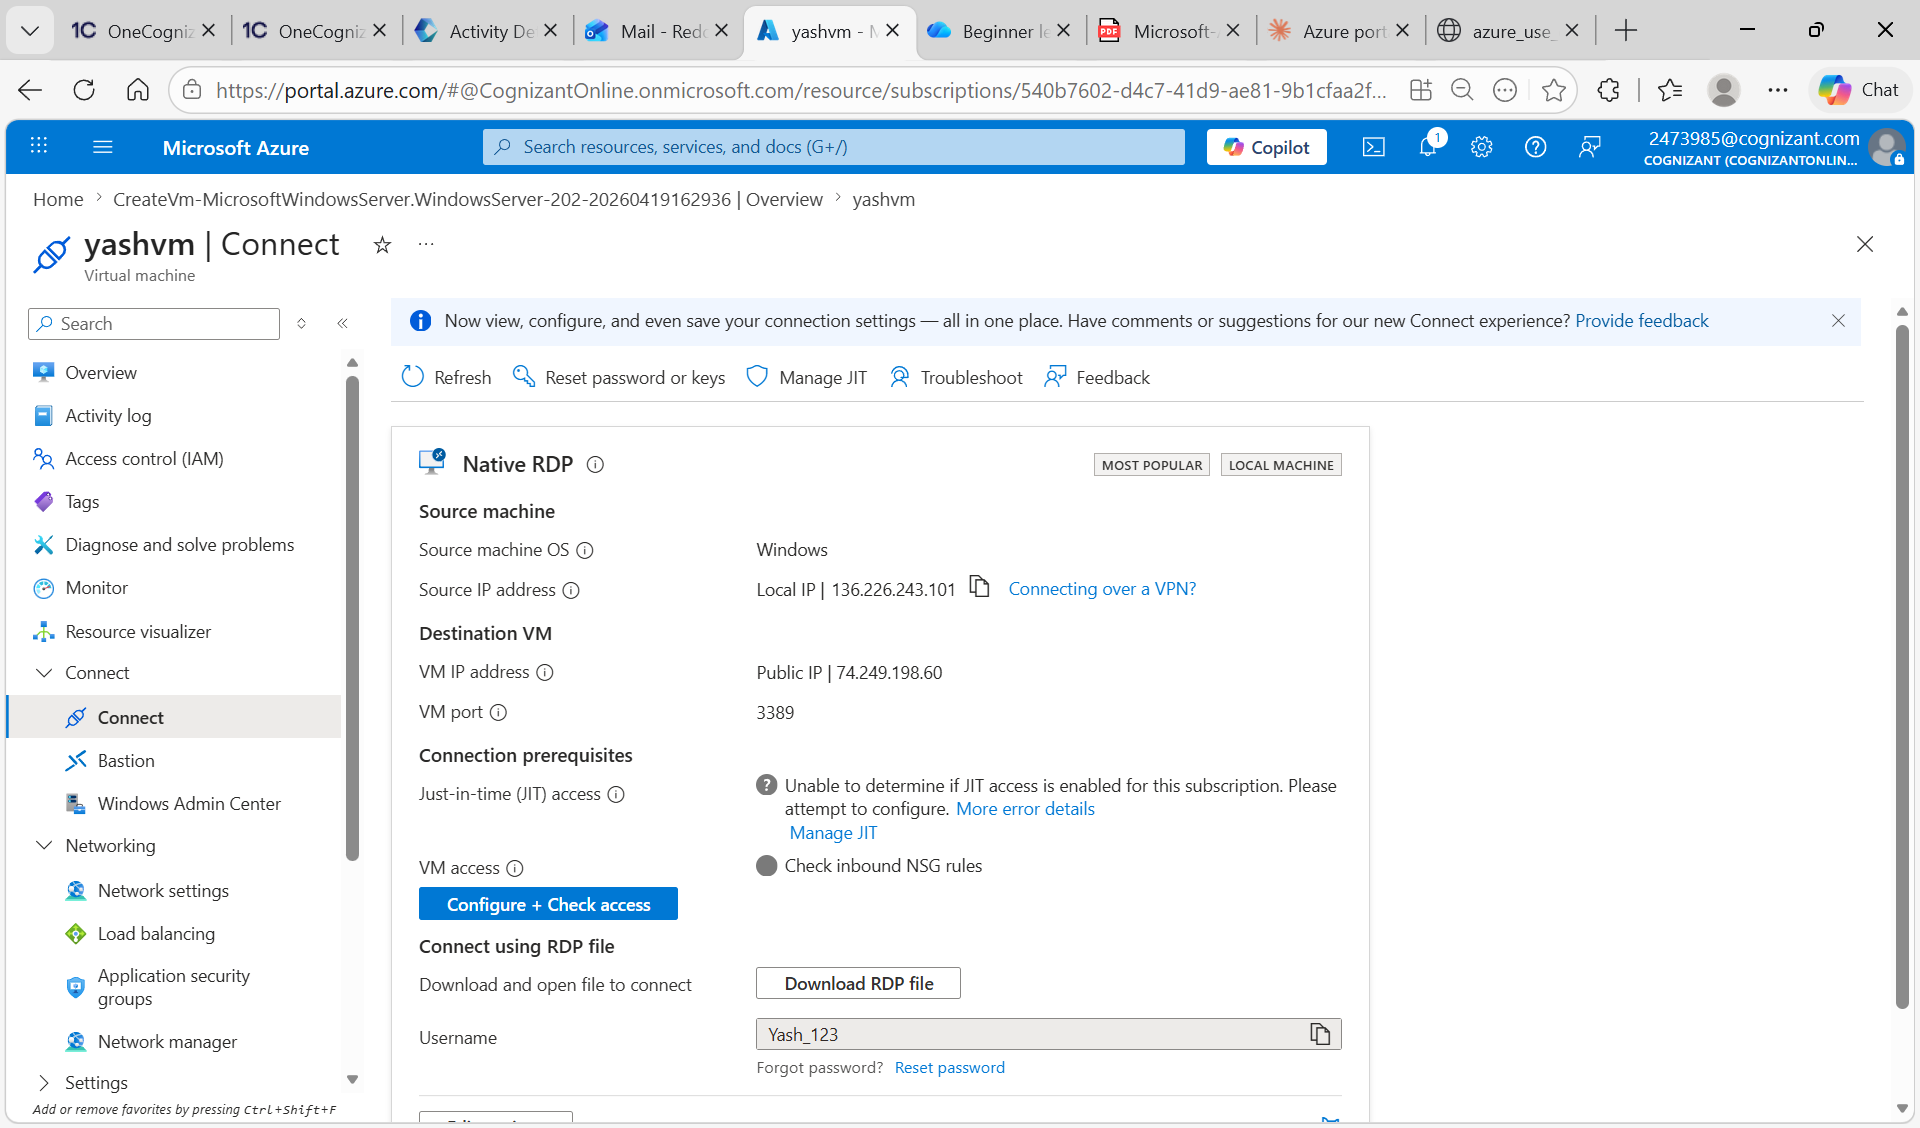 OneCogniz
OneCogniz
Activity De
Mail - Redc
yashvm - M
Beginner le
PDF
Microsoft-
Azure port
azure_use_
https://portal.azure.com/#@CognizantOnline.onmicrosoft.com/resource/subscriptions/540b7602-d4c7-41d9-ae81-9b1cfaa2f...
Chat
Microsoft Azure
Search resources, services, and docs (G+/)
Copilot
1
2473985@cognizant.com
COGNIZANT (COGNIZANTONLIN...
Home > CreateVm-MicrosoftWindowsServer.WindowsServer-202-20260419162936 | Overview > yashvm
yashvm | Connect
Virtual machine
Search
Overview
Activity log
Access control (IAM)
Tags
Diagnose and solve problems
Monitor
Resource visualizer
Connect
Connect
Bastion
Windows Admin Center
Networking
Network settings
Load balancing
Application security
groups
Network manager
Settings
Add or remove favorites by pressing Ctrl+Shift+F
Now view, configure, and even save your connection settings — all in one place. Have comments or suggestions for our new Connect experience? Provide feedback
Refresh
Reset password or keys
Manage JIT
Troubleshoot
Feedback
Native RDP
MOST POPULAR
LOCAL MACHINE
Source machine
Source machine OS
Windows
Source IP address
Local IP | 136.226.243.101
Connecting over a VPN?
Destination VM
VM IP address
Public IP | 74.249.198.60
VM port
3389
Connection prerequisites
Just-in-time (JIT) access
Unable to determine if JIT access is enabled for this subscription. Please
attempt to configure. More error details
Manage JIT
VM access
Check inbound NSG rules
Configure + Check access
Connect using RDP file
Download and open file to connect
Download RDP file
Username
Yash_123
Forgot password? Reset password